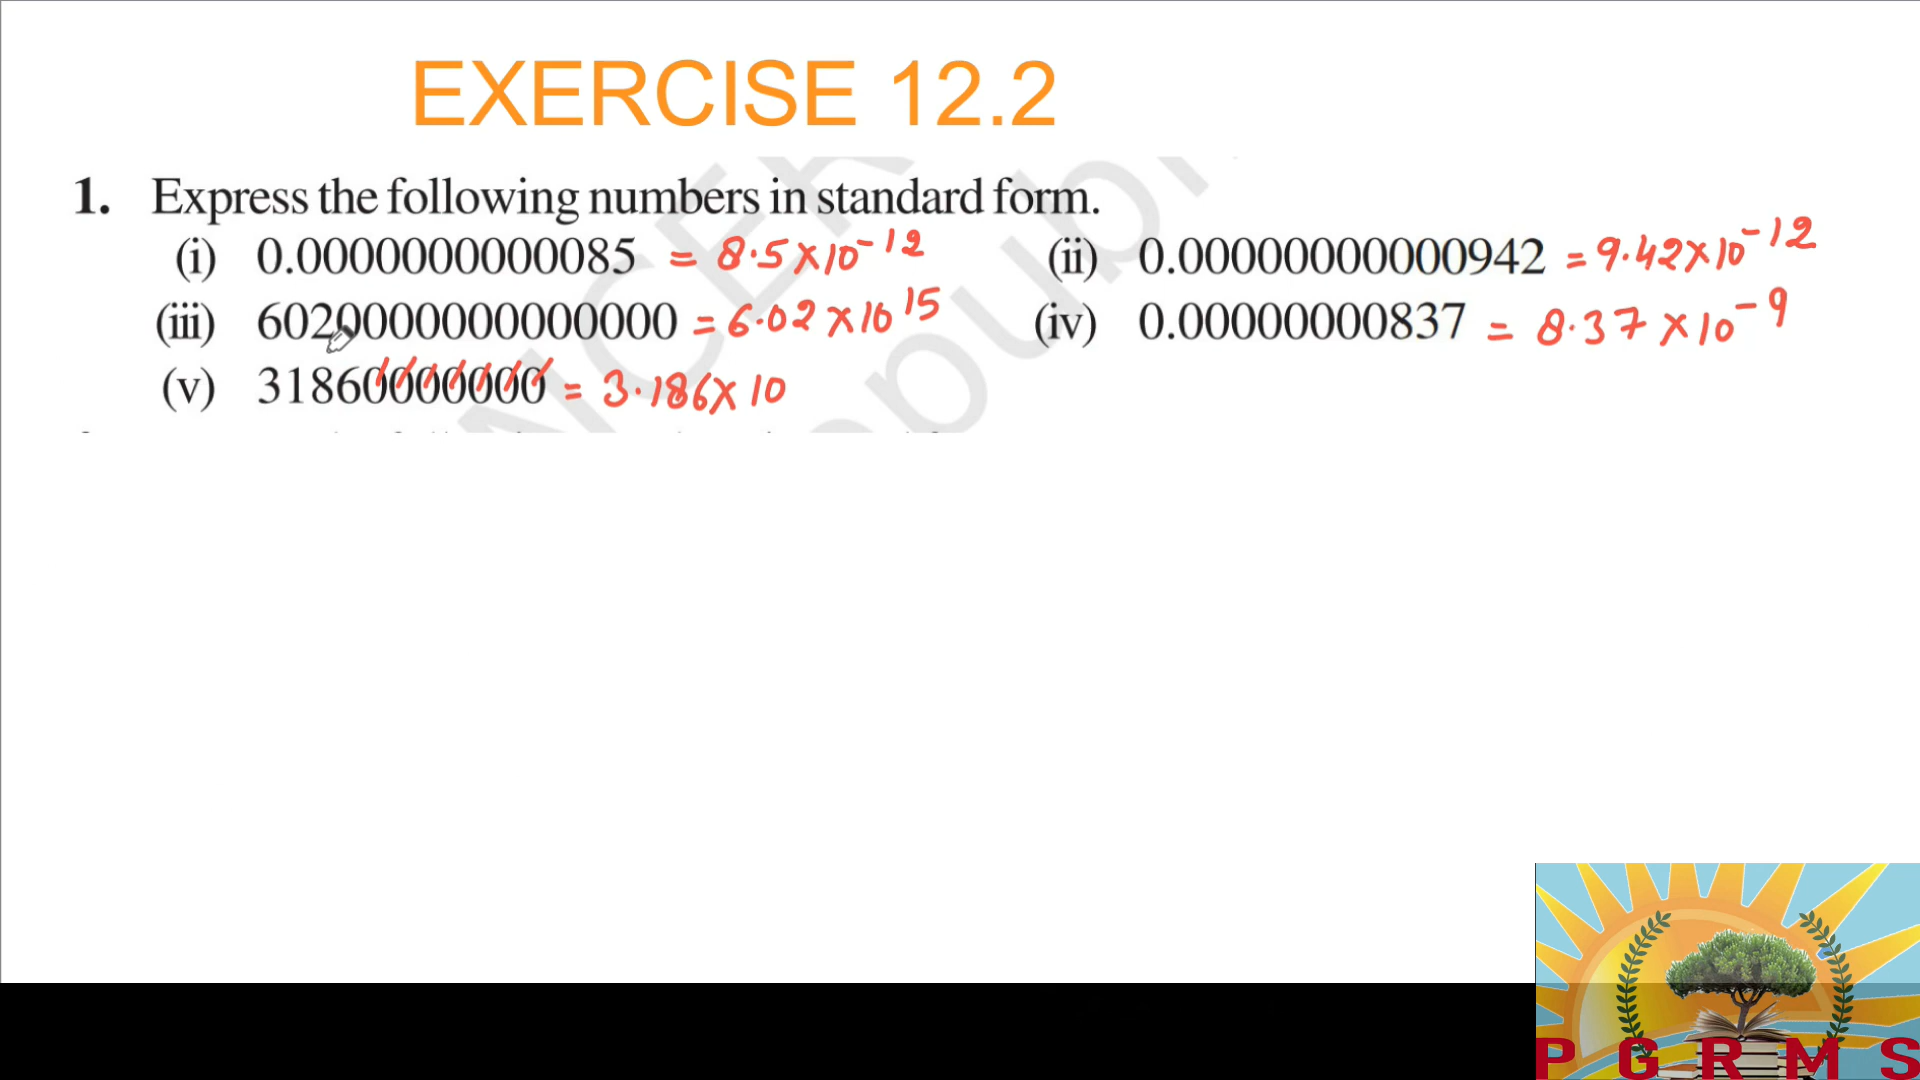 EXERCISE 12.2
1. Express the following numbers in standard form.
(i) 0.0000000000085 = 8.5 × 10⁻¹² (ii) 0.00000000000942 = 9.42 × 10⁻¹²
(iii) 6020000000000000 = 6.02 × 10¹⁵ (iv) 0.00000000837 = 8.37 × 10⁻⁹
(v) 31860000000 = 3.186 × 10
P G R M S